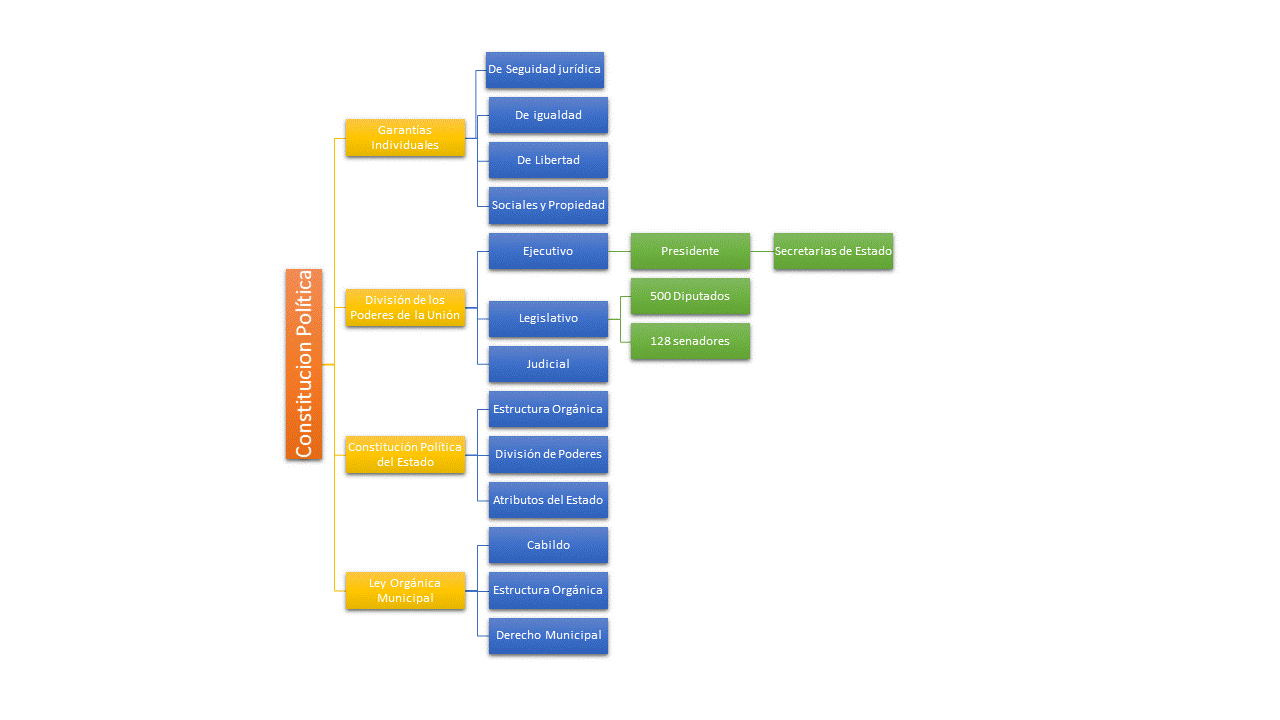 Constitucion Política
Garantías
Individuales
De Seguidad jurídica
De igualdad
De Libertad
Sociales y Propiedad
División de los
Poderes de la Unión
Ejecutivo
Presidente
Secretarias de Estado
Legislativo
500 Diputados
128 senadores
Judicial
Constitución Política
del Estado
Estructura Orgánica
División de Poderes
Atributos del Estado
Ley Orgánica
Municipal
Cabildo
Estructura Orgánica
Derecho Municipal